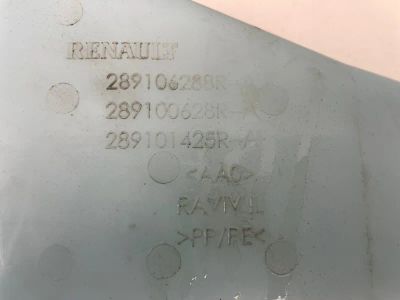 RENAULT
289106288R
289100628R-A
289101425R-A
<AAC>
>PP/PE<